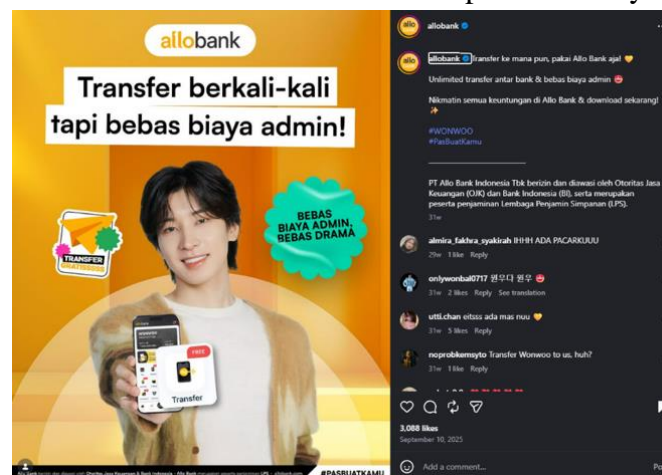 allobank
Transfer berkali-kali
tapi bebas biaya admin!
BEBAS
BIAYA ADMIN,
BEBAS DRAMA
TRANSFER
FREE
Transfer
#PASBUATKAMU
allo
allobank
allo
allobank Transfer ke mana pun, pakai Allo Bank aja! 🧡
Unlimited transfer antar bank & bebas biaya admin
Nikmatin semua keuntungan di Allo Bank & download sekarang!
✨
#WONWOO
#PasBuatKamu
PT Allo Bank Indonesia Tbk berizin dan diawasi oleh Otoritas Jasa
Keuangan (OJK) dan Bank Indonesia (BI), serta merupakan
peserta penjaminan Lembaga Penjamin Simpanan (LPS).
31w
almira_fakhra_syakirah IHHH ADA PACARKUUU
29w 1 like Reply
onlywonbal0717 원우다 원우
31w 2 likes Reply See translation
utti.chan eitsss ada mas nuu 🧡
31w 5 likes Reply
noprobkemsyto Transfer Wonwoo to us, huh?
31w 1 like Reply
3,088 likes
September 10, 2025
Add a comment...